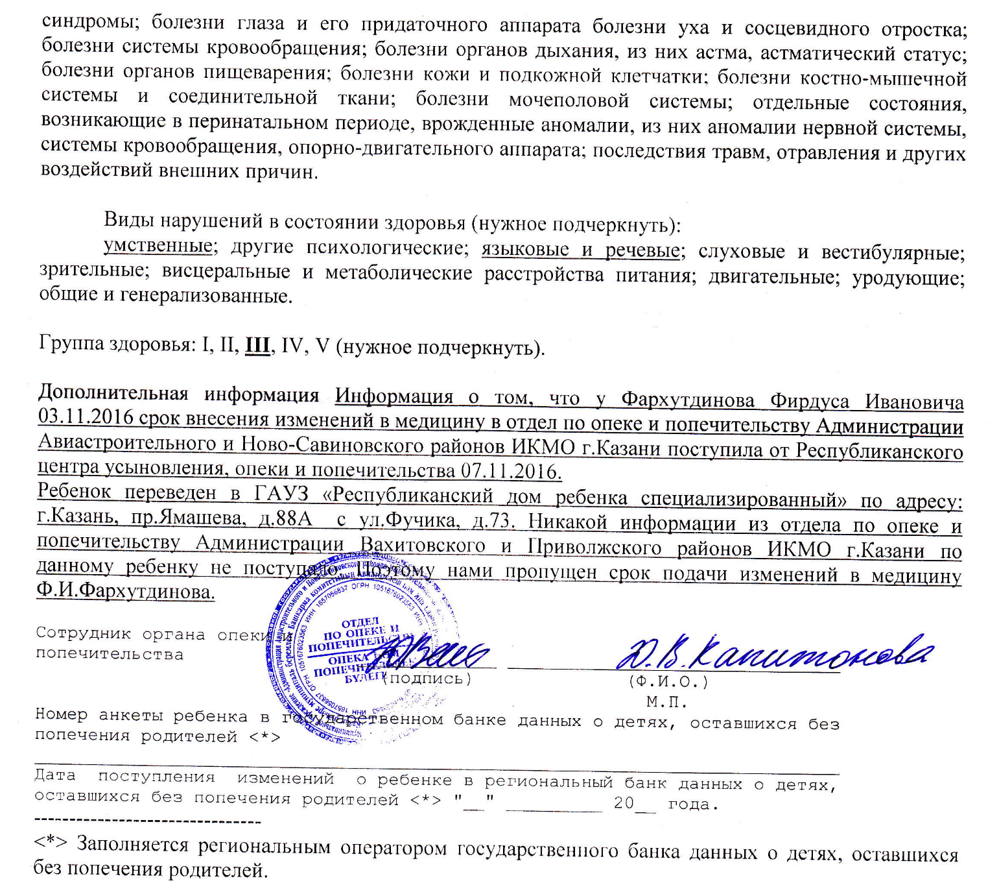 синдромы; болезни глаза и его придаточного аппарата болезни уха и сосцевидного отростка;
болезни системы кровообращения; болезни органов дыхания, из них астма, астматический статус;
болезни органов пищеварения; болезни кожи и подкожной клетчатки; болезни костно-мышечной
системы и соединительной ткани; болезни мочеполовой системы; отдельные состояния,
возникающие в перинатальном периоде, врожденные аномалии, из них аномалии нервной системы,
системы кровообращения, опорно-двигательного аппарата; последствия травм, отравления и других
воздействий внешних причин.
Виды нарушений в состоянии здоровья (нужное подчеркнуть):
умственные; другие психологические; языковые и речевые; слуховые и вестибулярные;
зрительные; висцеральные и метаболические расстройства питания; двигательные; уродующие;
общие и генерализованные.
Группа здоровья: I, II, III, IV, V (нужное подчеркнуть).
Дополнительная информация Информация о том, что у Фархутдинова Фирдуса Ивановича
03.11.2016 срок внесения изменений в медицину в отдел по опеке и попечительству Администрации
Авиастроительного и Ново-Савиновского районов ИКМО г.Казани поступила от Республиканского
центра усыновления, опеки и попечительства 07.11.2016.
Ребенок переведен в ГАУЗ «Республиканский дом ребенка специализированный» по адресу:
г.Казань, пр.Ямашева, д.88А с ул.Фучика, д.73. Никакой информации из отдела по опеке и
попечительству Администрации Вахитовского и Приволжского районов ИКМО г.Казани по
данному ребенку не поступало. Поэтому нами пропущен срок подачи изменений в медицину
Ф.И.Фархутдинова.
ОТДЕЛ
ПО ОПЕКЕ И
ПОПЕЧИТЕЛЬСТВУ
ОГРН 1051676023563 ИНН 1657056837
Сотрудник органа опеки и
попечительства
Д.В.Капитонова
(подпись) (Ф.И.О.)
М.П.
Номер анкеты ребенка в государственном банке данных о детях, оставшихся без
попечения родителей <*>
Дата поступления изменений о ребенке в региональный банк данных о детях,
оставшихся без попечения родителей <*> "__" _________ 20__ года.
--------------------------------
<*> Заполняется региональным оператором государственного банка данных о детях, оставшихся
без попечения родителей.